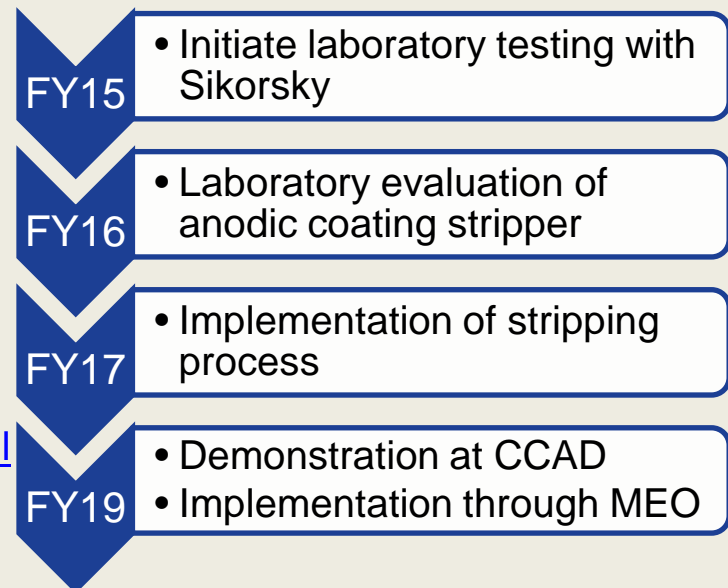 FY15
• Initiate laboratory testing with
Sikorsky
FY16
• Laboratory evaluation of
anodic coating stripper
FY17
• Implementation of stripping
process
FY19
• Demonstration at CCAD
• Implementation through MEO